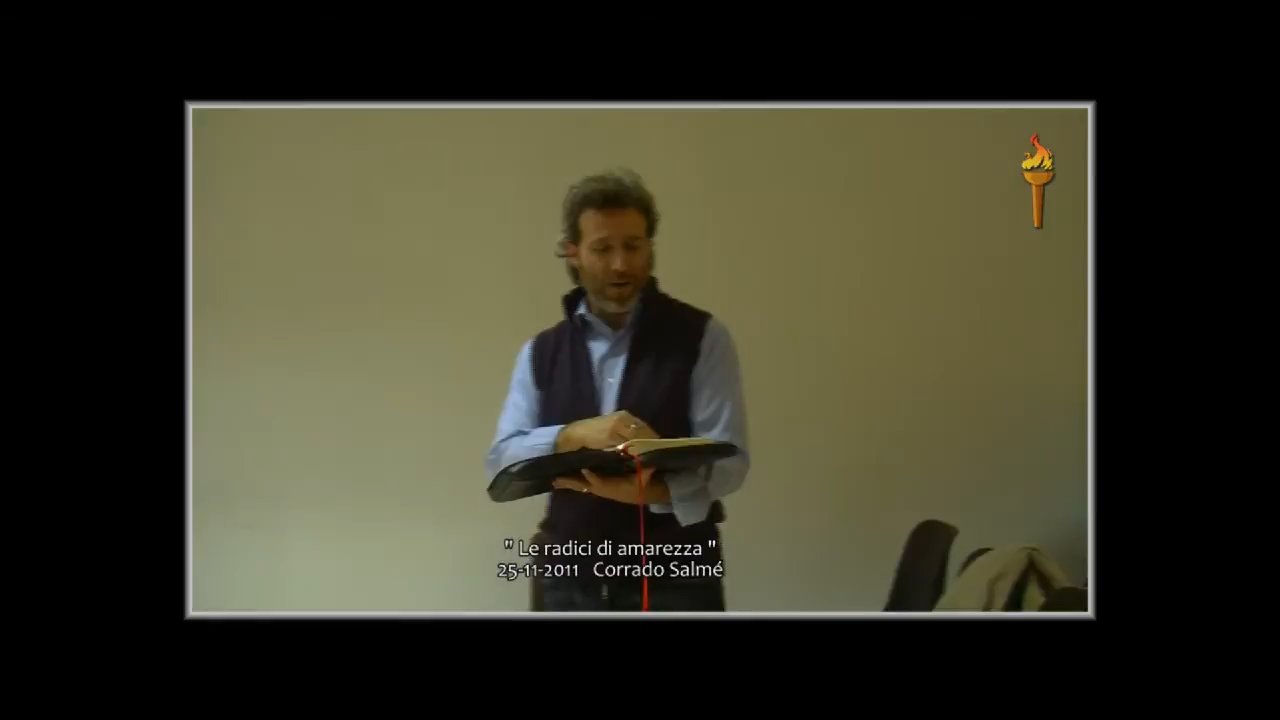 " Le radici di amarezza "
25-11-2011 Corrado Salmé